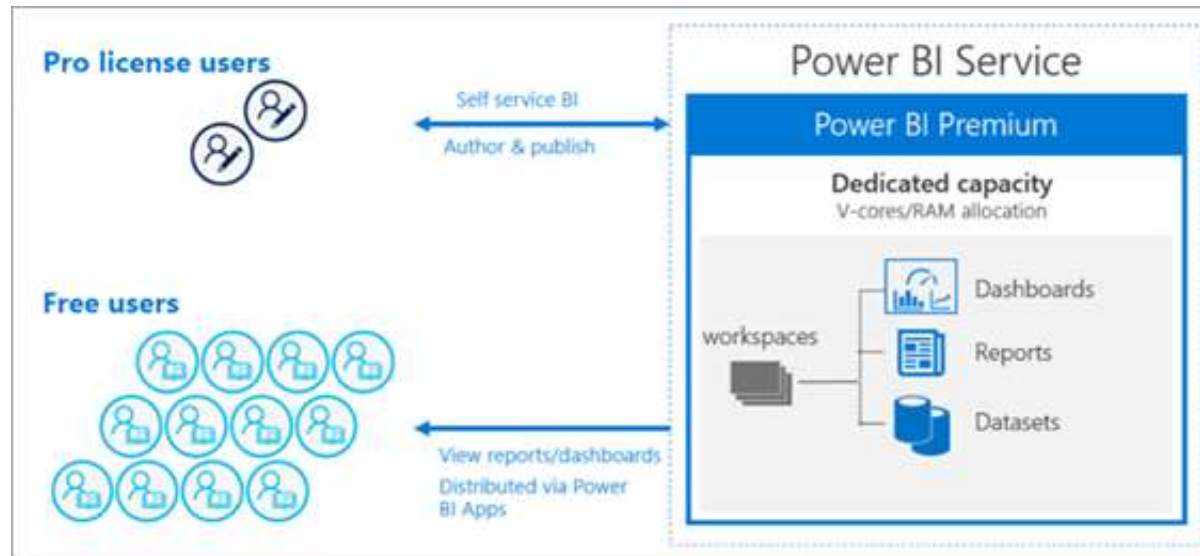 Pro license users
Self service BI
Author & publish
Free users
View reports/dashboards
Distributed via Power
BI Apps
Power BI Service
Power BI Premium
Dedicated capacity
V-cores/RAM allocation
workspaces
Dashboards
Reports
Datasets